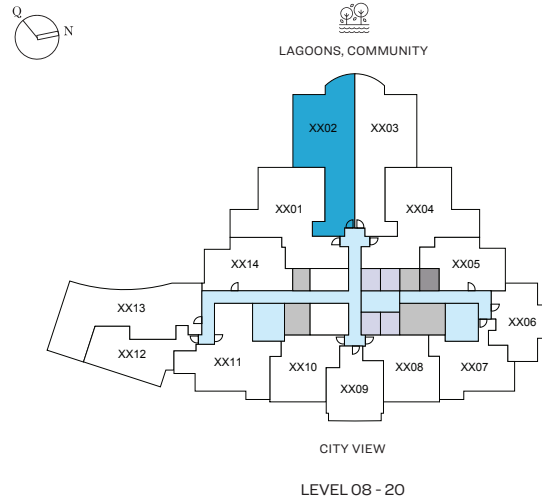 Q
N
LAGOONS, COMMUNITY
XX02
XX03
XX01
XX04
XX14
XX05
XX13
XX06
XX12
XX11
XX10
XX08
XX07
XX09
CITY VIEW
LEVEL 08 - 20